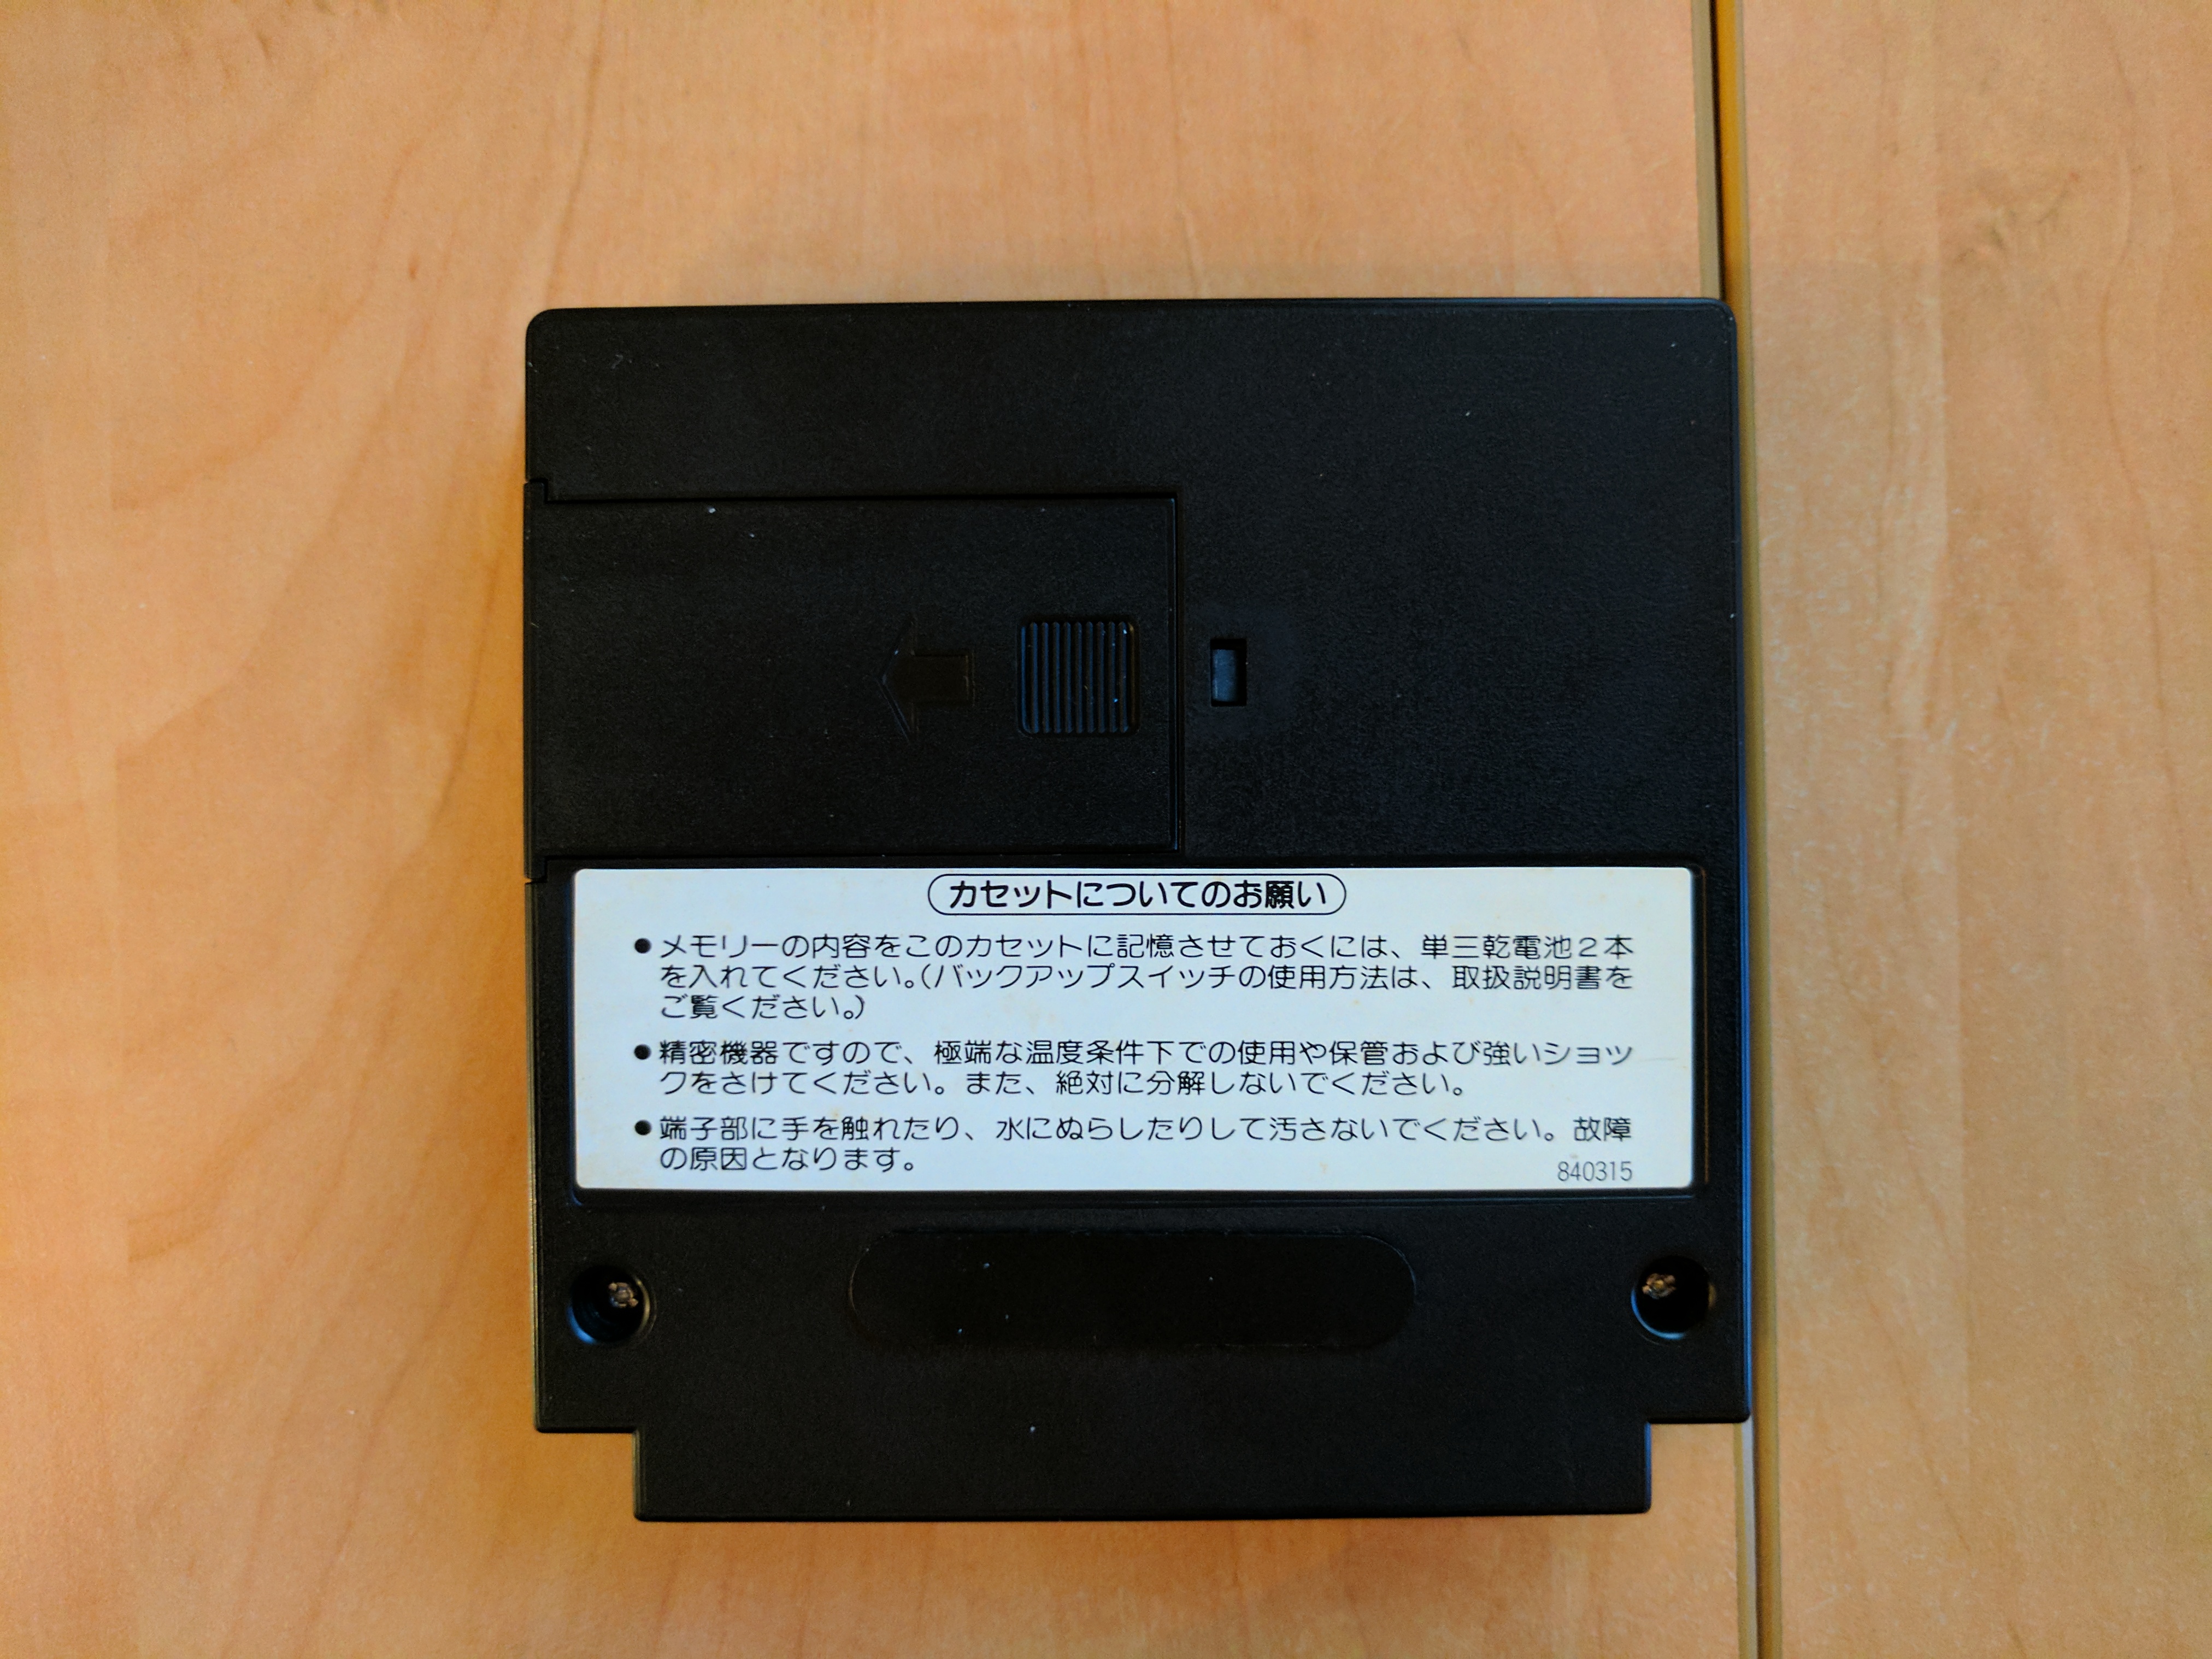 カセットについてのお願い
●メモリーの内容をこのカセットに記憶させておくには、単三乾電池2本
を入れてください。(バックアップスイッチの使用方法は、取扱説明書を
ご覧ください。)
●精密機器ですので、極端な温度条件下での使用や保管および強いショッ
クをさけてください。また、絶対に分解しないでください。
●端子部に手を触れたり、水にぬらしたりして汚さないでください。故障
の原因となります。
840315